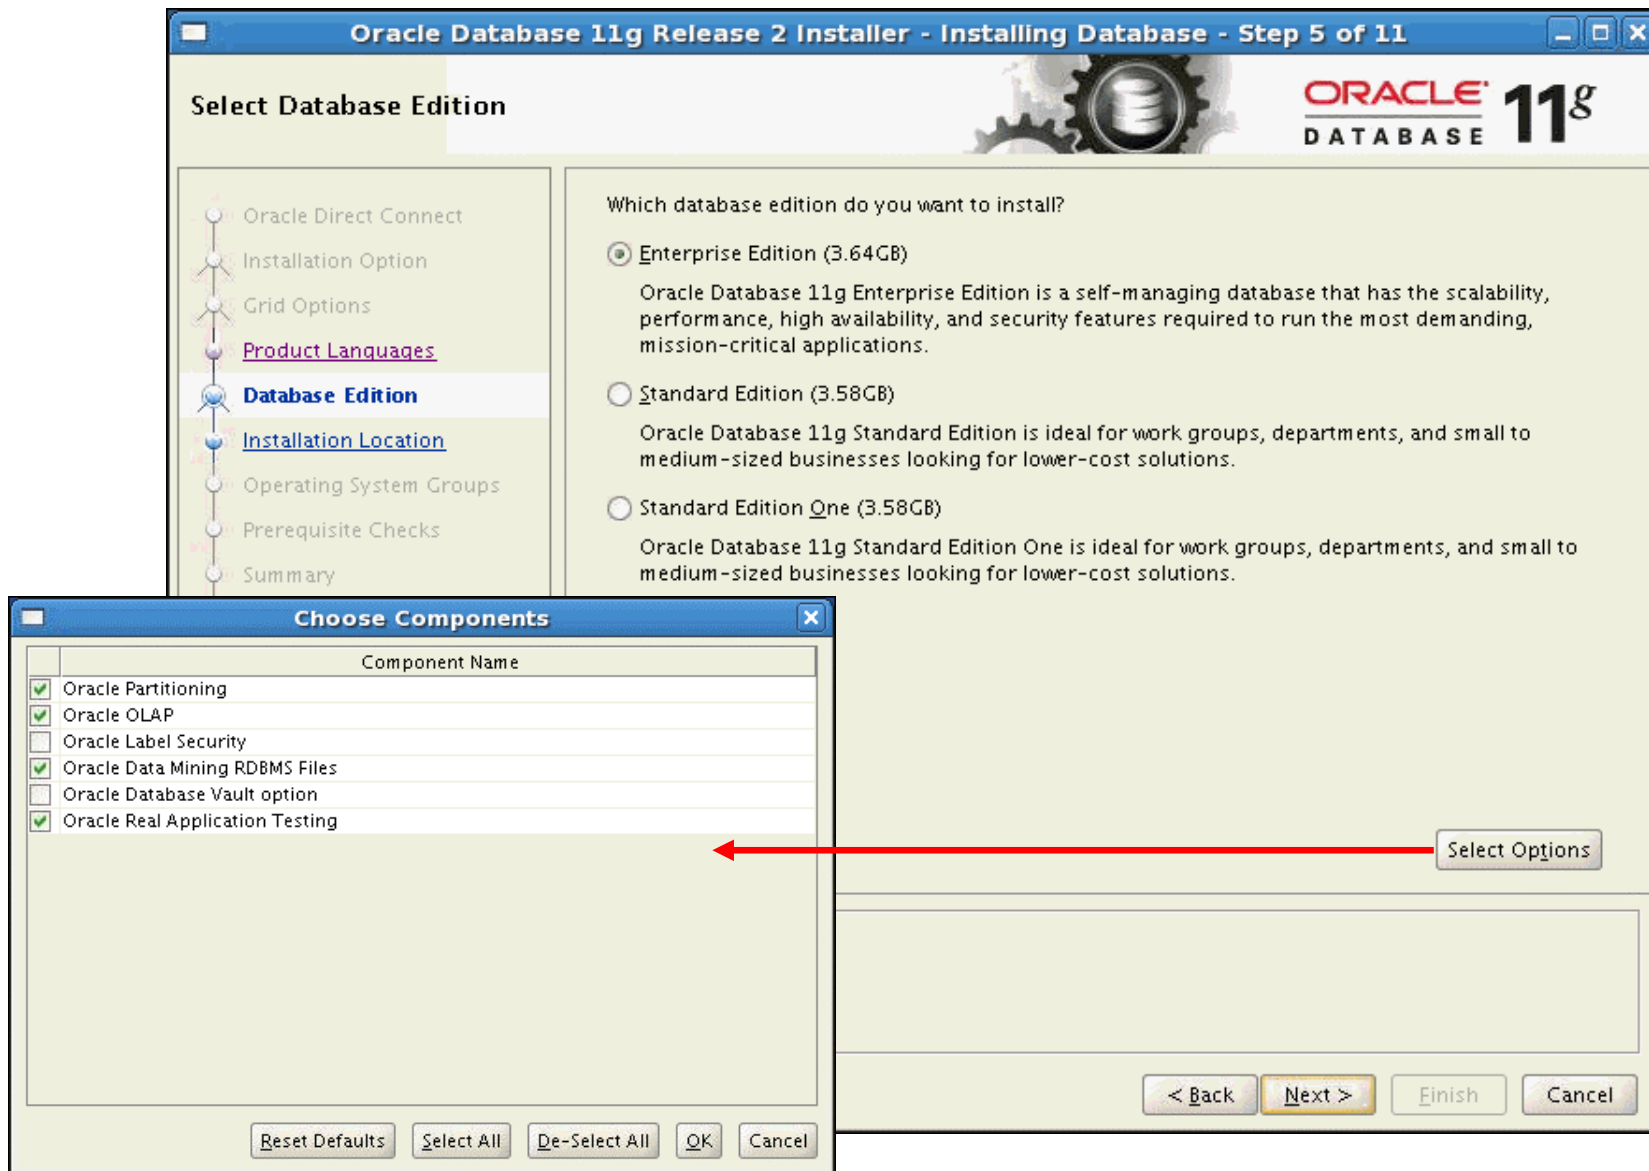 Oracle Database 11g Release 2 Installer - Installing Database - Step 5 of 11
Select Database Edition
ORACLE
DATABASE
11g
Oracle Direct Connect
Installation Option
Grid Options
Product Languages
Database Edition
Installation Location
Operating System Groups
Prerequisite Checks
Summary
Which database edition do you want to install?
Enterprise Edition (3.64GB)
Oracle Database 11g Enterprise Edition is a self-managing database that has the scalability,
performance, high availability, and security features required to run the most demanding,
mission-critical applications.
Standard Edition (3.58GB)
Oracle Database 11g Standard Edition is ideal for work groups, departments, and small to
medium-sized businesses looking for lower-cost solutions.
Standard Edition One (3.58GB)
Oracle Database 11g Standard Edition One is ideal for work groups, departments, and small to
medium-sized businesses looking for lower-cost solutions.
Select Options
< Back
Next >
Finish
Cancel
Choose Components
Component Name
Oracle Partitioning
Oracle OLAP
Oracle Label Security
Oracle Data Mining RDBMS Files
Oracle Database Vault option
Oracle Real Application Testing
Reset Defaults
Select All
De-Select All
OK
Cancel